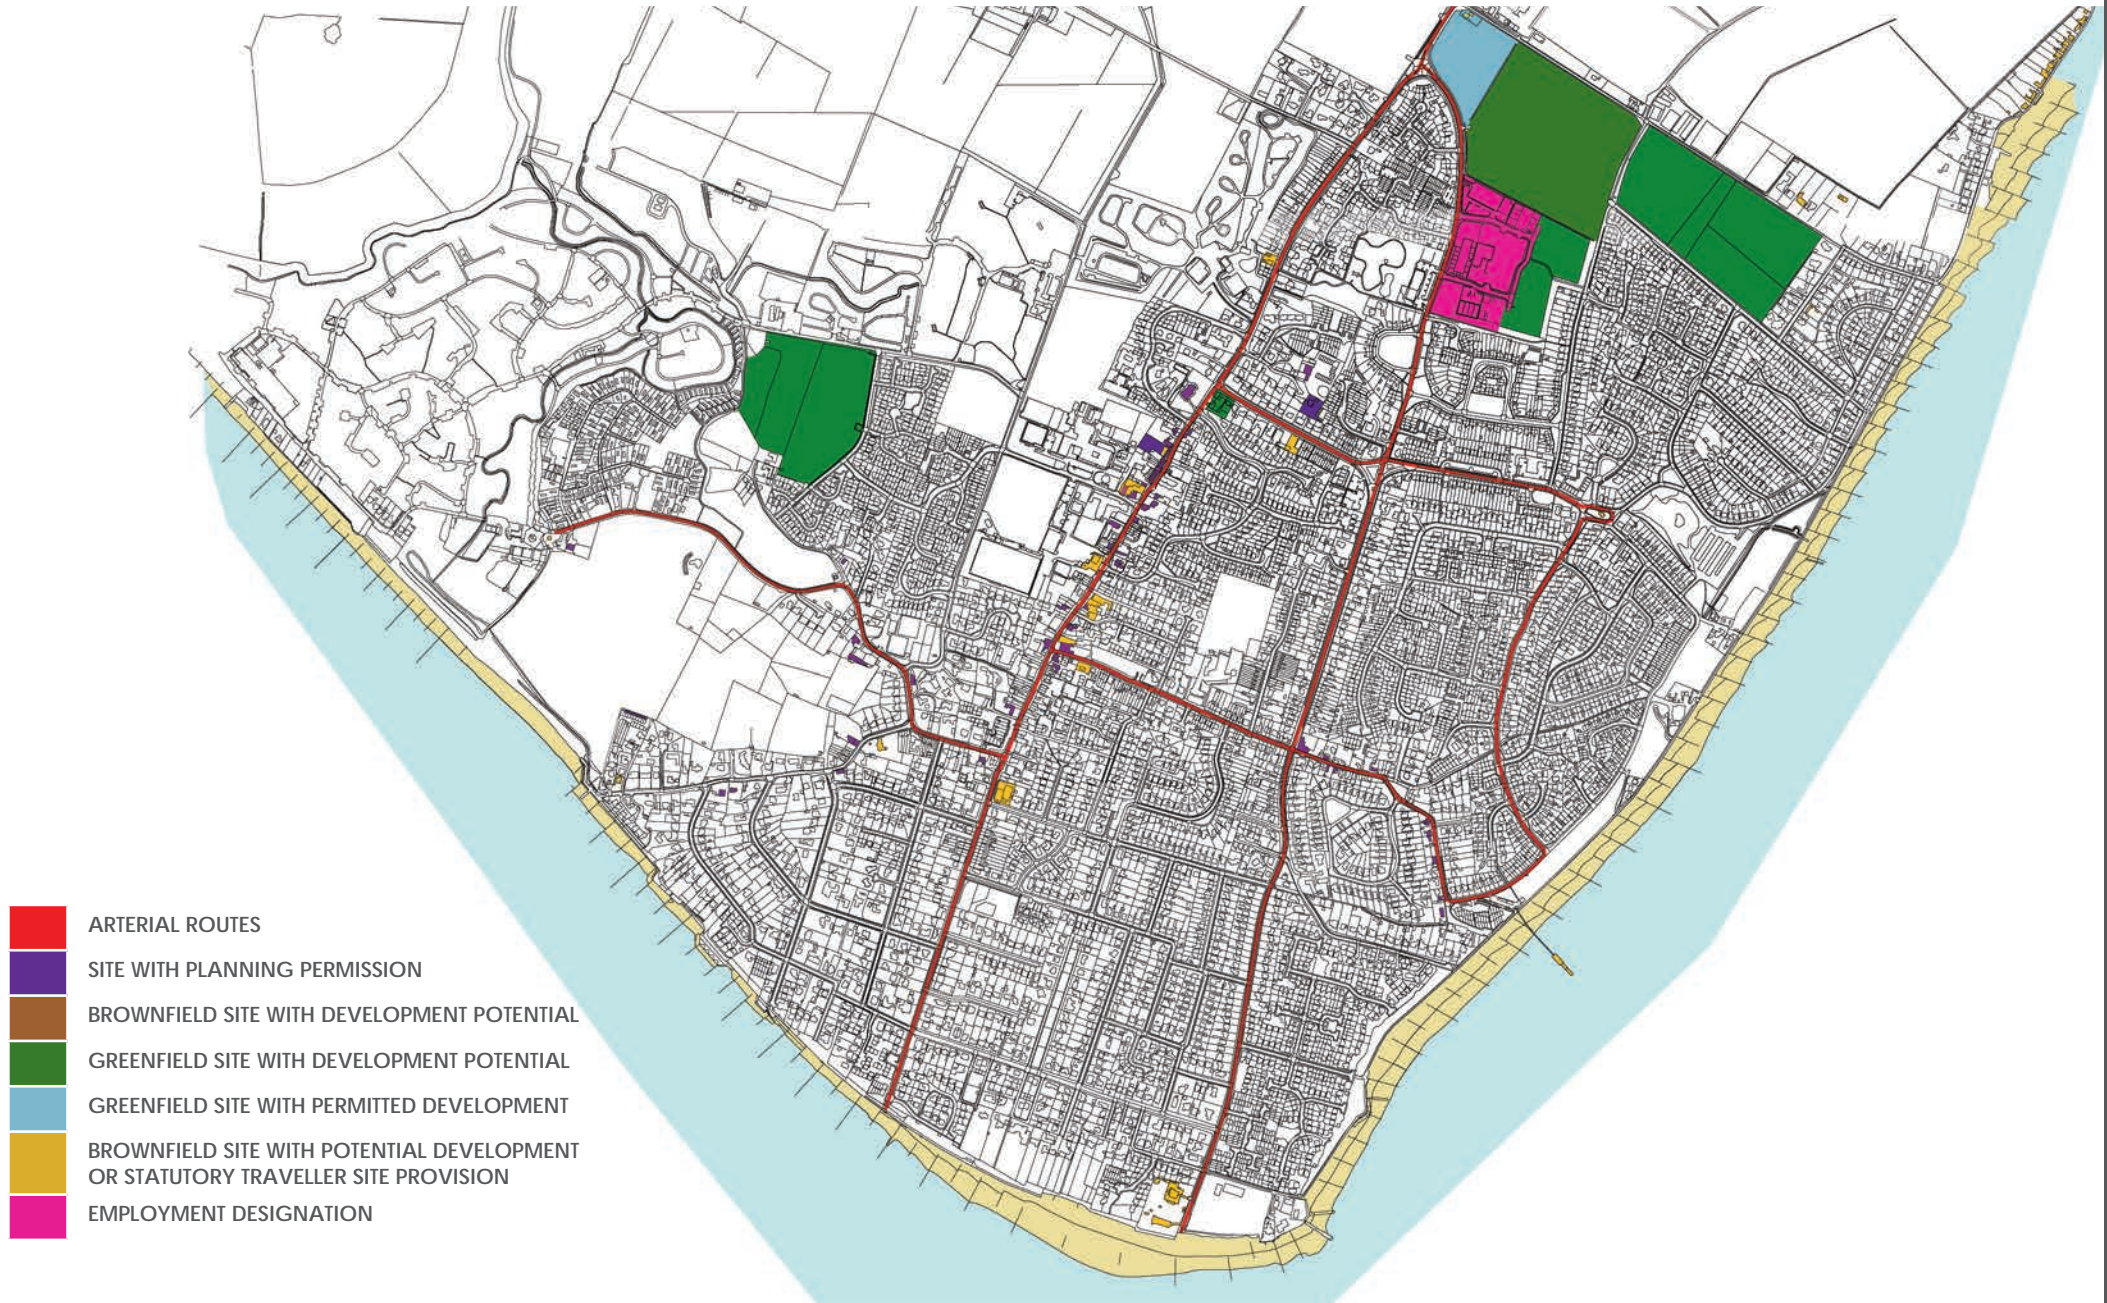 ARTERIAL ROUTES
SITE WITH PLANNING PERMISSION
BROWNFIELD SITE WITH DEVELOPMENT POTENTIAL
GREENFIELD SITE WITH DEVELOPMENT POTENTIAL
GREENFIELD SITE WITH PERMITTED DEVELOPMENT
BROWNFIELD SITE WITH POTENTIAL DEVELOPMENT
OR STATUTORY TRAVELLER SITE PROVISION
EMPLOYMENT DESIGNATION